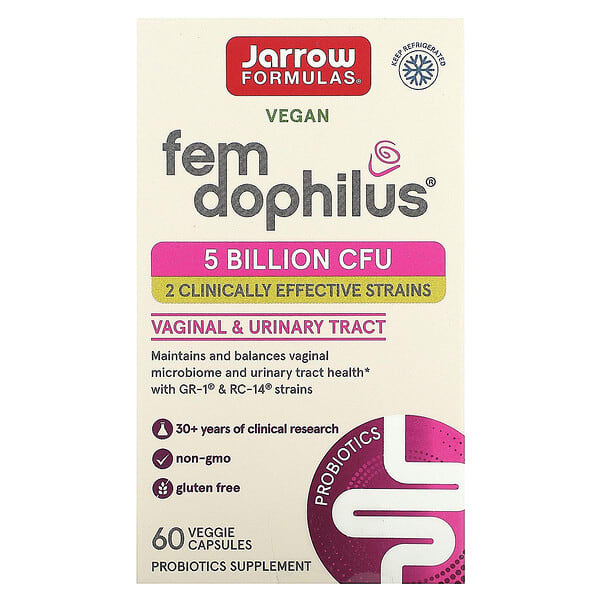 Jarrow
FORMULAS®
KEEP REFRIGERATED
VEGAN
fem
dophilus®
5 BILLION CFU
2 CLINICALLY EFFECTIVE STRAINS
VAGINAL & URINARY TRACT
Maintains and balances vaginal
microbiome and urinary tract health*
with GR-1® & RC-14® strains
30+ years of clinical research
non-gmo
gluten free
PROBIOTICS
60 VEGGIE
CAPSULES
PROBIOTICS SUPPLEMENT